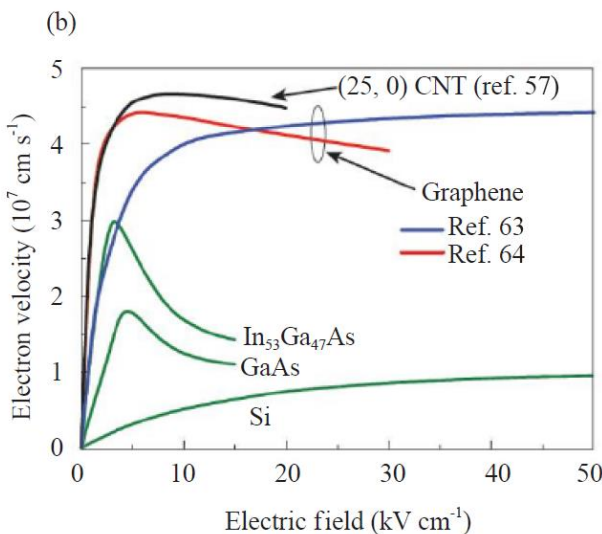 (b)
5
4
3
2
1
0
Electron velocity (10⁷ cm s⁻¹)
(25, 0) CNT (ref. 57)
Graphene
Ref. 63
Ref. 64
In₅₃Ga₄₇As
GaAs
Si
0 10 20 30 40 50
Electric field (kV cm⁻¹)